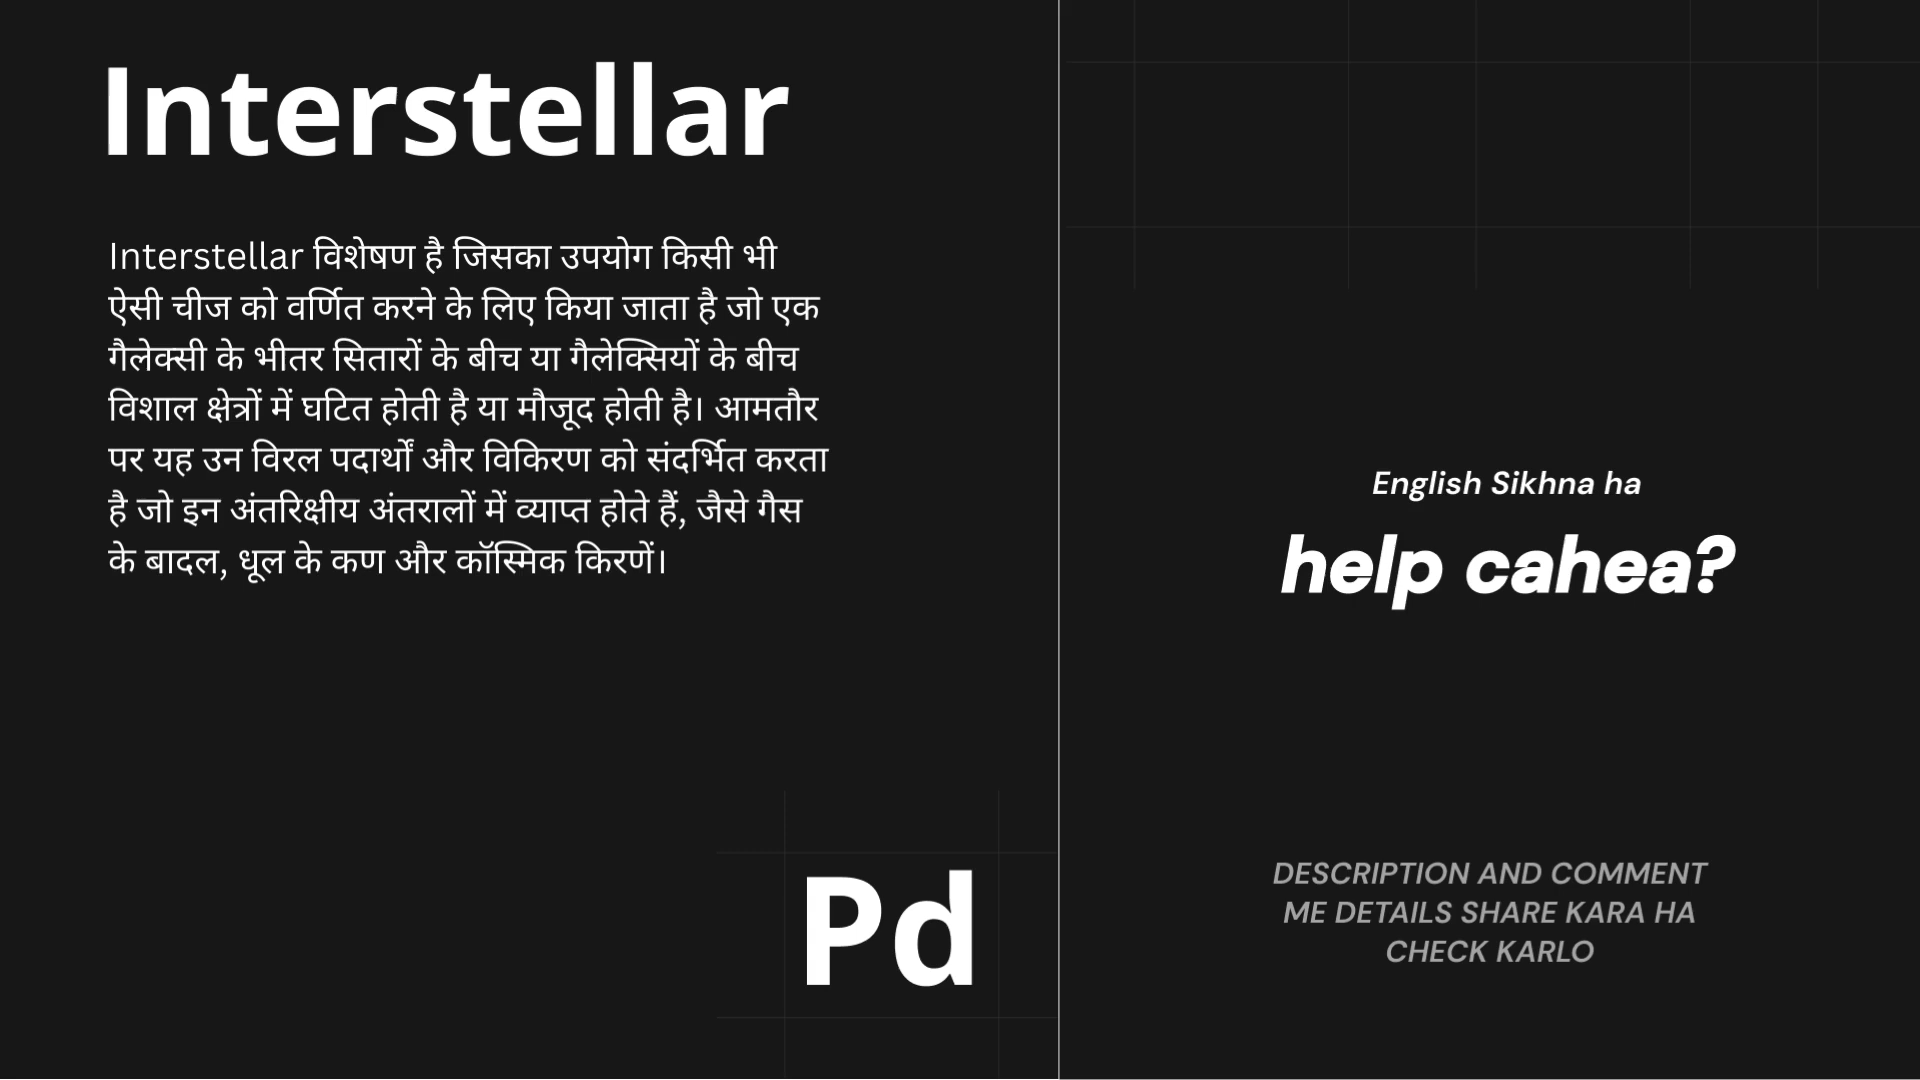 Interstellar
Interstellar विशेषण है जिसका उपयोग किसी भी
ऐसी चीज को वर्णित करने के लिए किया जाता है जो एक
गैलेक्सी के भीतर सितारों के बीच या गैलेक्सियों के बीच
विशाल क्षेत्रों में घटित होती है या मौजूद होती है। आमतौर
पर यह उन विरल पदार्थों और विकिरण को संदर्भित करता
है जो इन अंतरिक्षीय अंतरालों में व्याप्त होते हैं, जैसे गैस
के बादल, धूल के कण और कॉस्मिक किरणें।
Pd
English Sikhna ha
help cahea?
DESCRIPTION AND COMMENT
ME DETAILS SHARE KARA HA
CHECK KARLO